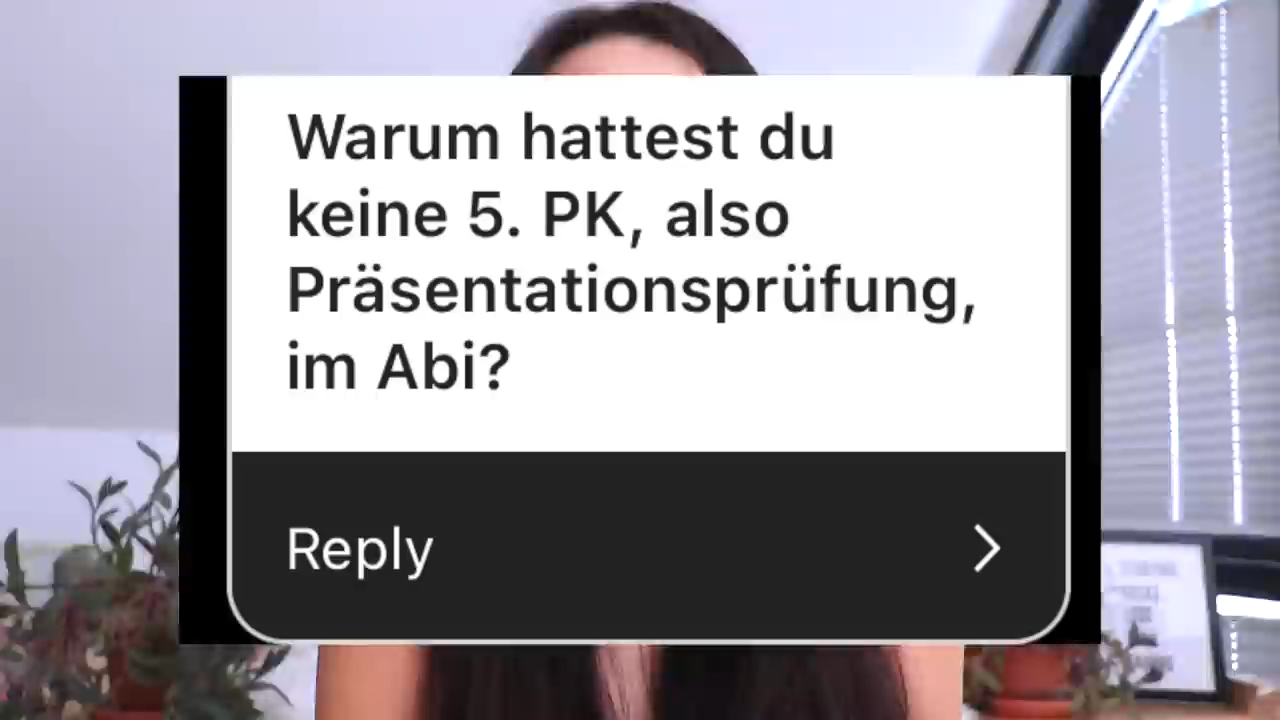 Warum hattest du
keine 5. PK, also
Präsentationsprüfung,
im Abi?
Reply